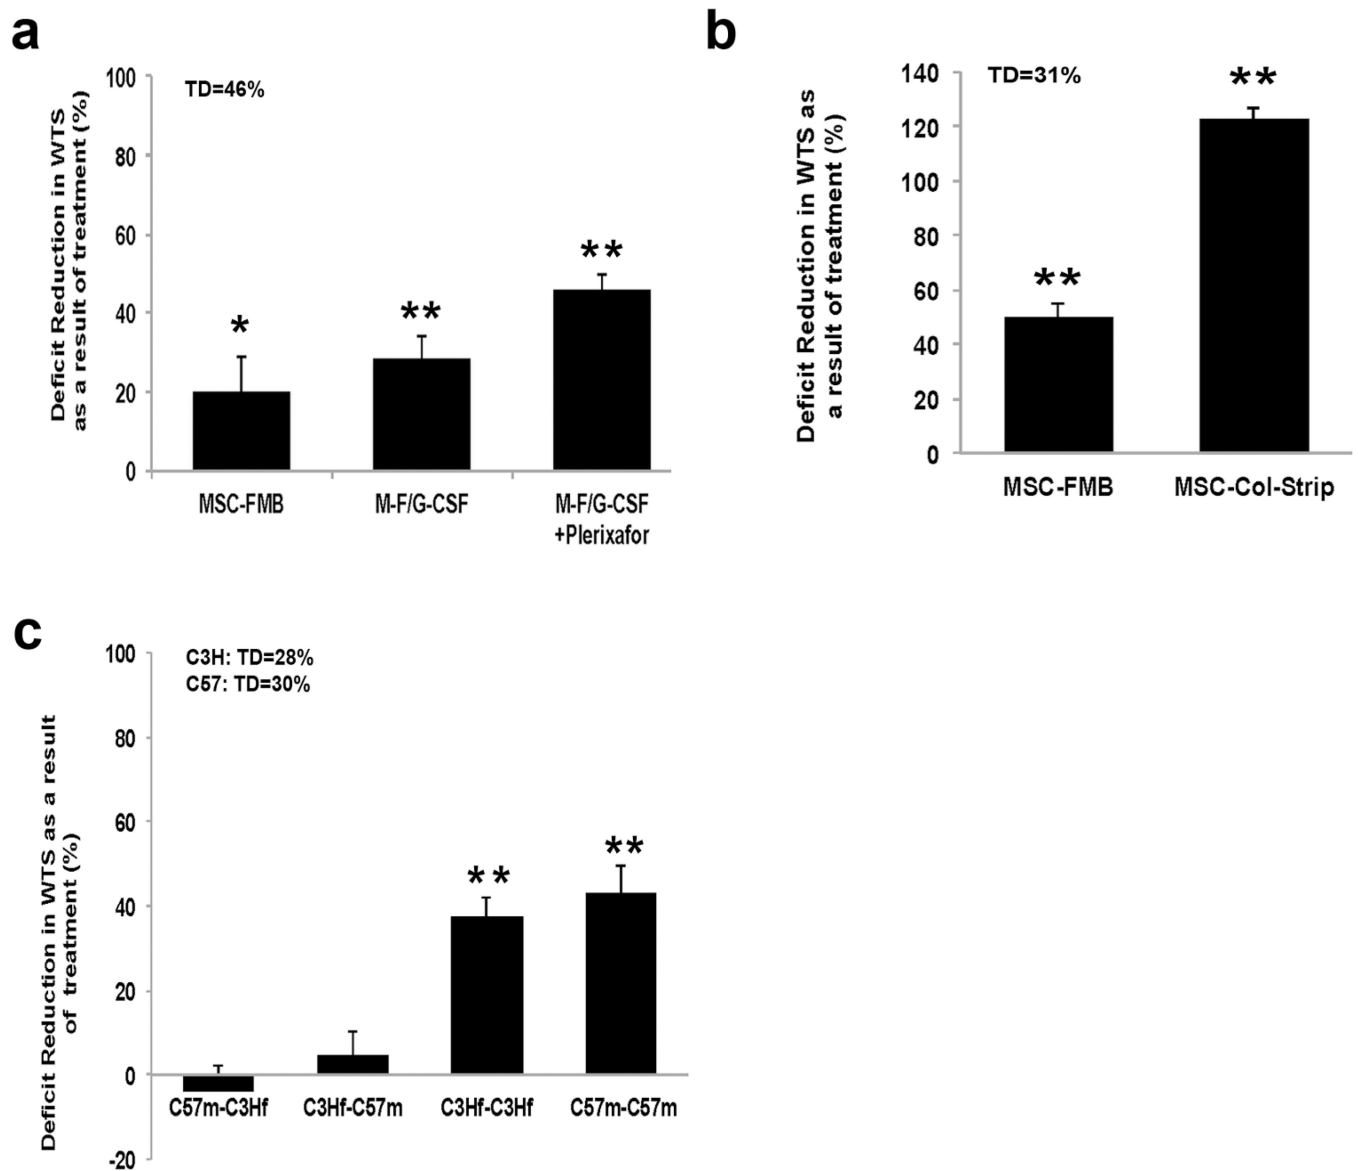 a
Deficit Reduction in WTS
as a result of treatment (%)
100
80
60
40
20
0
TD=46%
*
**
**
MSC-FMB
M-F/G-CSF
M-F/G-CSF
+Plerixafor
b
Deficit Reduction in WTS as
a result of treatment (%)
140
120
100
80
60
40
20
0
TD=31%
**
**
MSC-FMB
MSC-Col-Strip
c
Deficit Reduction in WTS as a result
of treatment (%)
100
80
60
40
20
0
-20
C3H: TD=28%
C57: TD=30%
**
**
C57m-C3Hf
C3Hf-C57m
C3Hf-C3Hf
C57m-C57m